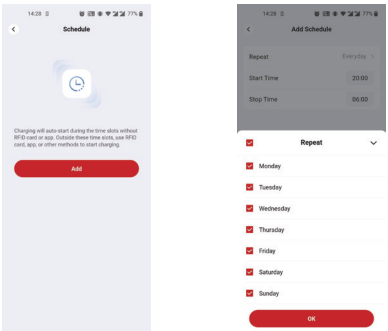 14:28
77%
Schedule
Charging will auto-start during the time slots without
RFID card or app. Outside these time slots, use RFID
card, app, or other methods to start charging.
Add
14:28
77%
Add Schedule
Repeat
Everyday
Start Time
20:00
Stop Time
06:00
Repeat
Monday
Tuesday
Wednesday
Thursday
Friday
Saturday
Sunday
OK